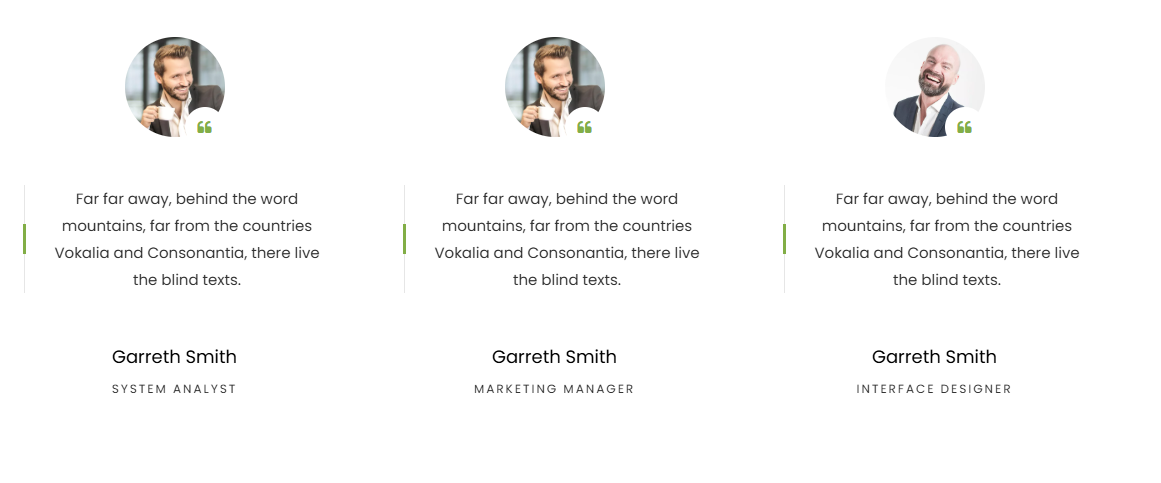 Far far away, behind the word
mountains, far from the countries
Vokalia and Consonantia, there live
the blind texts.
Garreth Smith
SYSTEM ANALYST
Far far away, behind the word
mountains, far from the countries
Vokalia and Consonantia, there live
the blind texts.
Garreth Smith
MARKETING MANAGER
Far far away, behind the word
mountains, far from the countries
Vokalia and Consonantia, there live
the blind texts.
Garreth Smith
INTERFACE DESIGNER